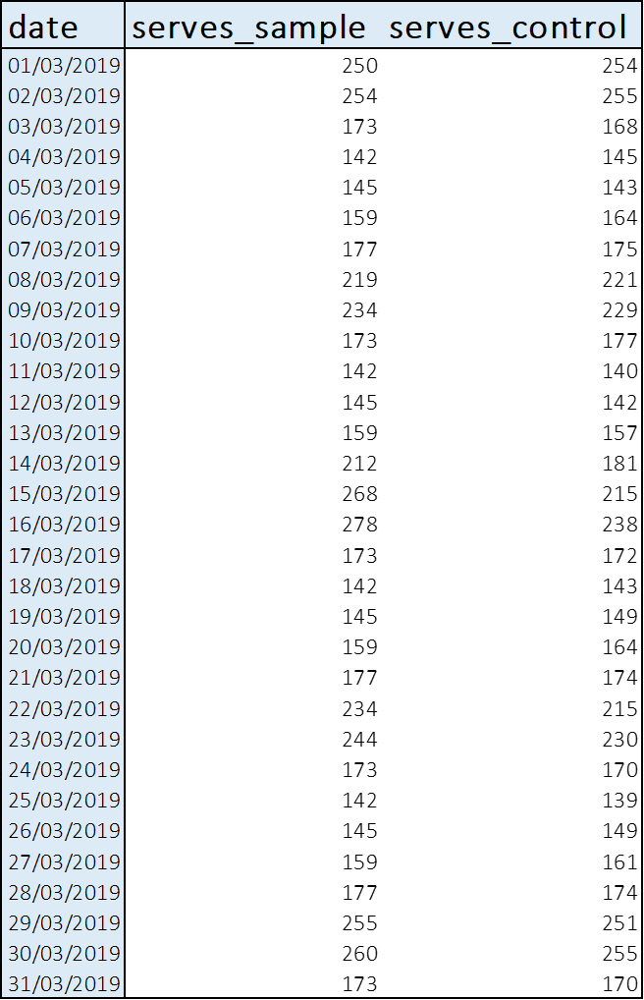 date serves_sample serves_control
01/03/2019 250 254
02/03/2019 254 255
03/03/2019 173 168
04/03/2019 142 145
05/03/2019 145 143
06/03/2019 159 164
07/03/2019 177 175
08/03/2019 219 221
09/03/2019 234 229
10/03/2019 173 177
11/03/2019 142 140
12/03/2019 145 142
13/03/2019 159 157
14/03/2019 212 181
15/03/2019 268 215
16/03/2019 278 238
17/03/2019 173 172
18/03/2019 142 143
19/03/2019 145 149
20/03/2019 159 164
21/03/2019 177 174
22/03/2019 234 215
23/03/2019 244 230
24/03/2019 173 170
25/03/2019 142 139
26/03/2019 145 149
27/03/2019 159 161
28/03/2019 177 174
29/03/2019 255 251
30/03/2019 260 255
31/03/2019 173 170